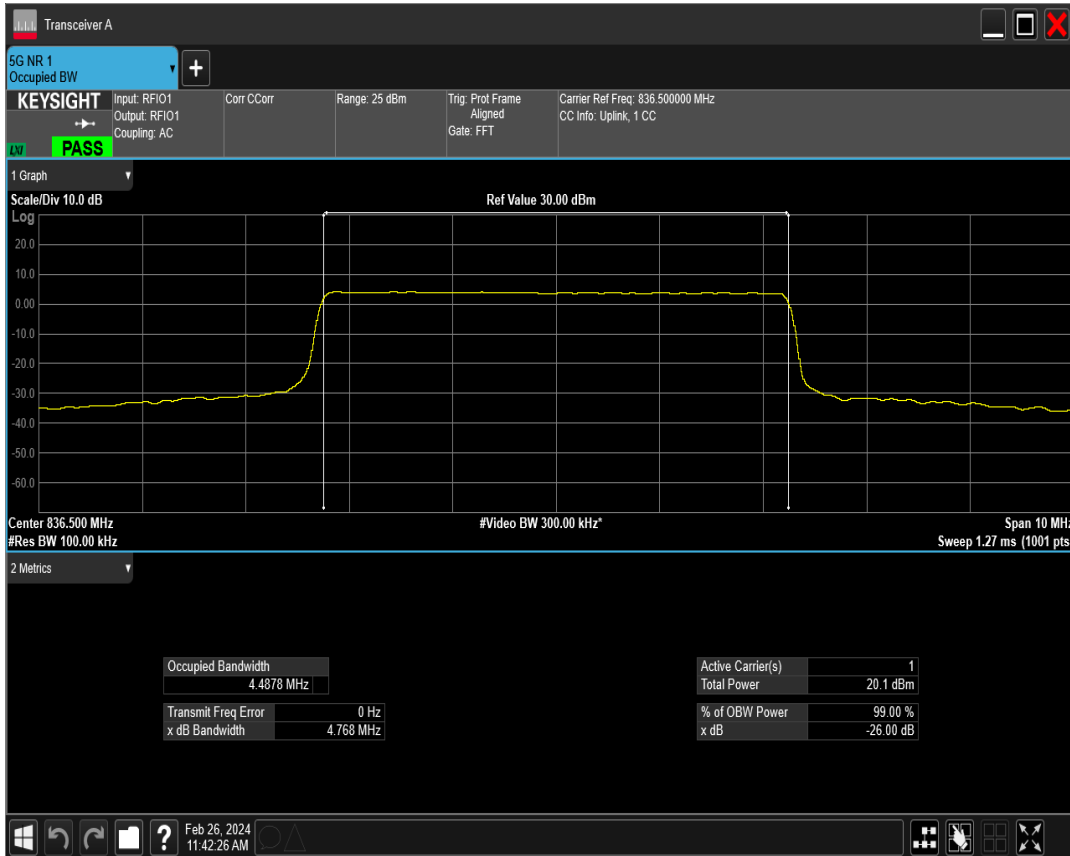 Transceiver A
5G NR 1
Occupied BW
KEYSIGHT
LXI
PASS
Input: RFIO1
Output: RFIO1
Coupling: AC
Corr CCorr
Range: 25 dBm
Trig: Prot Frame
Aligned
Gate: FFT
Carrier Ref Freq: 836.500000 MHz
CC Info: Uplink, 1 CC
1 Graph
Scale/Div 10.0 dB
Ref Value 30.00 dBm
Log
20.0
10.0
0.00
-10.0
-20.0
-30.0
-40.0
-50.0
-60.0
Center 836.500 MHz
#Video BW 300.00 kHz*
Span 10 MHz
#Res BW 100.00 kHz
Sweep 1.27 ms (1001 pts
2 Metrics
Occupied Bandwidth
4.4878 MHz
Transmit Freq Error 0 Hz
x dB Bandwidth 4.768 MHz
Active Carrier(s) 1
Total Power 20.1 dBm
% of OBW Power 99.00 %
x dB -26.00 dB
?
Feb 26, 2024
11:42:26 AM